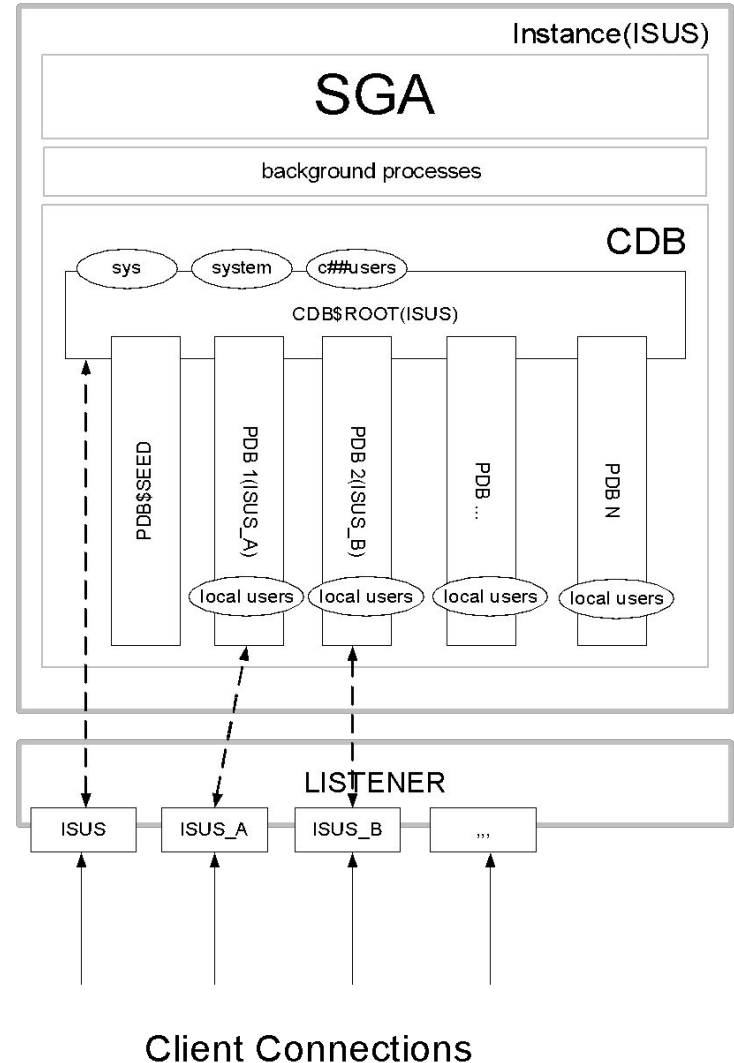 Instance(ISUS)
SGA
background processes
CDB
sys
system
c##users
CDB$ROOT(ISUS)
PDB$SEED
PDB 1(ISUS_A)
PDB 2(ISUS_B)
PDB ...
PDB N
local users
local users
local users
local users
LISTENER
ISUS
ISUS_A
ISUS_B
,,,
Client Connections